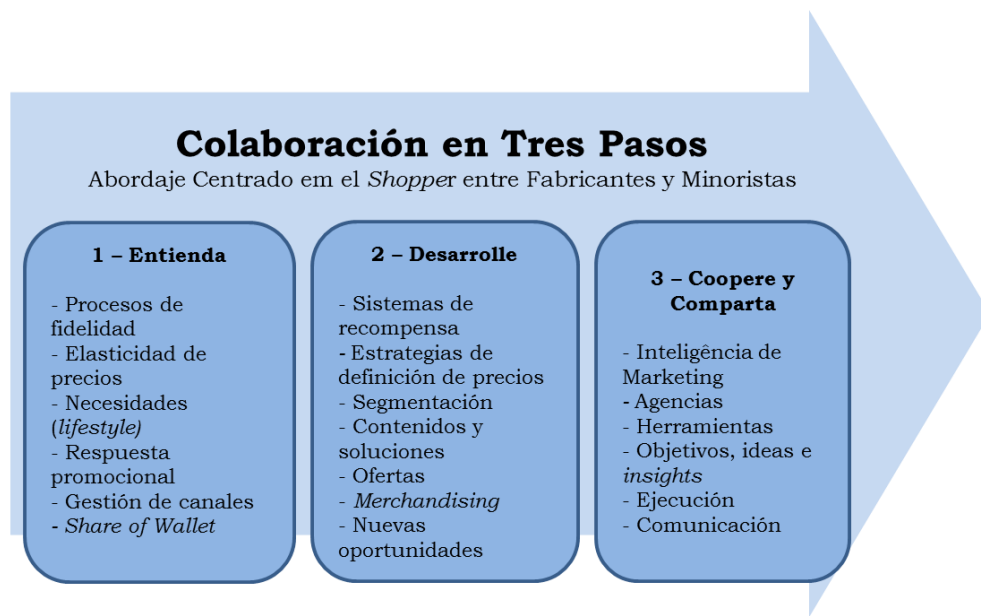 Colaboración en Tres Pasos
Abordaje Centrado em el Shopper entre Fabricantes y Minoristas
1 – Entienda
- Procesos de
fidelidad
- Elasticidad de
precios
- Necesidades
(lifestyle)
- Respuesta
promocional
- Gestión de canales
- Share of Wallet
2 – Desarrolle
- Sistemas de
recompensa
- Estrategias de
definición de precios
- Segmentación
- Contenidos y
soluciones
- Ofertas
- Merchandising
- Nuevas
oportunidades
3 – Coopere y
Comparta
- Inteligência de
Marketing
- Agencias
- Herramientas
- Objetivos, ideas e
insights
- Ejecución
- Comunicación